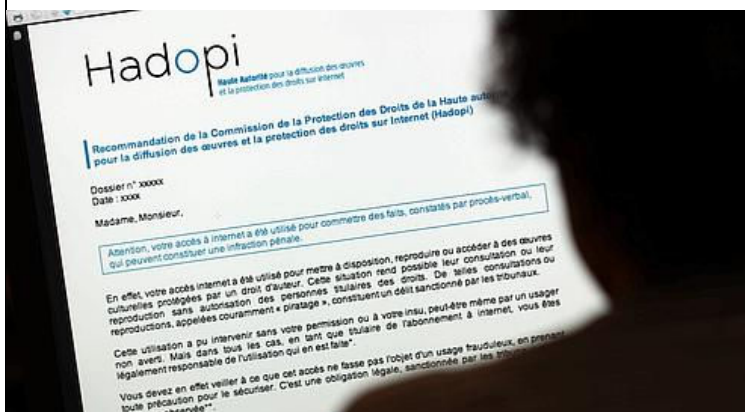 Hadopi
Haute Autorité pour la diffusion des œuvres
et la protection des droits sur internet
Recommandation de la Commission de la Protection des Droits de la Haute
pour la diffusion des œuvres et la protection des droits sur Internet (Hadopi)
Dossier n° xxxxx
Date : xxxx
Madame, Monsieur,
Attention, votre accès à internet a été utilisé pour commettre des faits, constatés par procès-verbal,
qui peuvent constituer une infraction pénale.
En effet, votre accès internet a été utilisé pour mettre à disposition, reproduire ou accéder à des œuvres
culturelles protégées par un droit d'auteur. Cette situation rend possible leur consultation ou leur
reproduction sans autorisation des personnes titulaires des droits. De telles consultations ou
reproductions, appelées couramment « piratage », constituent un délit sanctionné par les tribunaux.
Cette utilisation a pu intervenir sans votre permission ou à votre insu, peut-être même par un usager
non averti. Mais dans tous les cas, en tant que titulaire de l'abonnement à internet, vous êtes
légalement responsable de l'utilisation qui en est faite*.
Vous devez en effet veiller à ce que cet accès ne fasse pas l'objet d'un usage frauduleux, en prenant
toute précaution pour le sécuriser. C'est une obligation légale, sanctionnée par les
observée**.